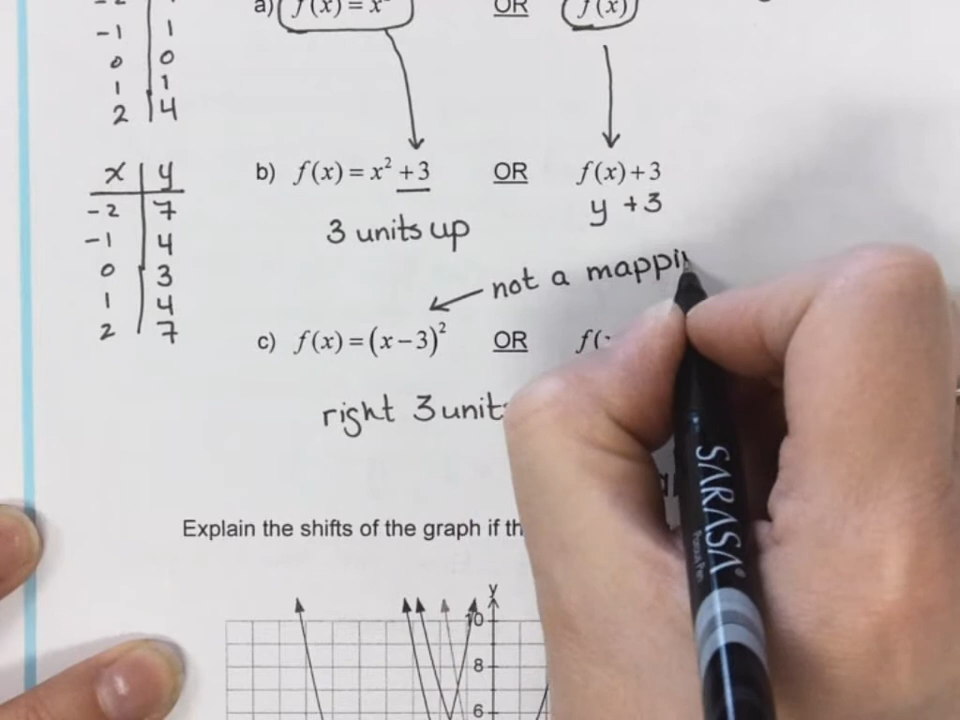 a) f(x) = x OR f(x)
-1 | 1
0 | 0
1 | 1
2 | 4
x | y
-2 | 7
-1 | 4
0 | 3
1 | 4
2 | 7
b) f(x) = x² +3 OR f(x)+3
y +3
3 units up
not a mappi
c) f(x) = (x−3)² OR f(
right 3 unit
Explain the shifts of the graph if th
y
10
8
6
SARASA